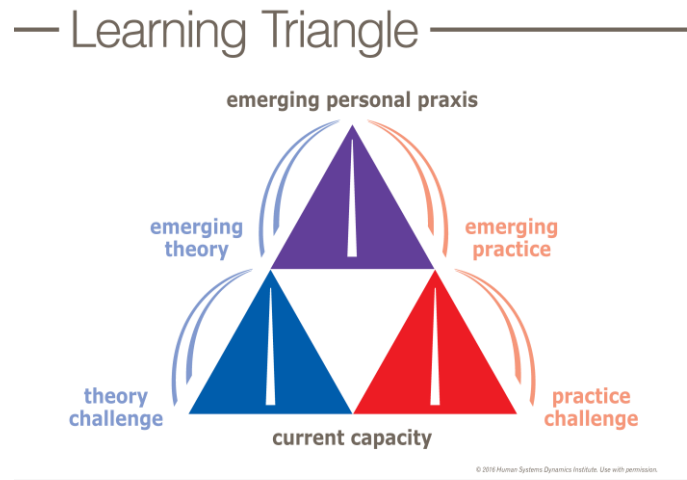 Learning Triangle
emerging personal praxis
emerging
theory
emerging
practice
theory
challenge
practice
challenge
current capacity
© 2016 Human Systems Dynamics Institute. Use with permission.